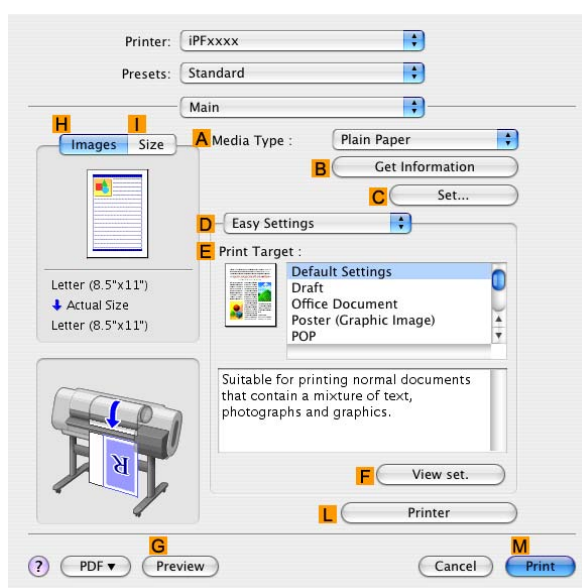 Printer: iPFxxxx
Presets: Standard
Main
H I
Images Size
A Media Type : Plain Paper
B Get Information
C Set...
D Easy Settings
E Print Target :
Default Settings
Draft
Office Document
Poster (Graphic Image)
POP
Letter (8.5"x11")
Actual Size
Letter (8.5"x11")
Suitable for printing normal documents
that contain a mixture of text,
photographs and graphics.
R
F View set.
L Printer
G M
? PDF Preview Cancel Print